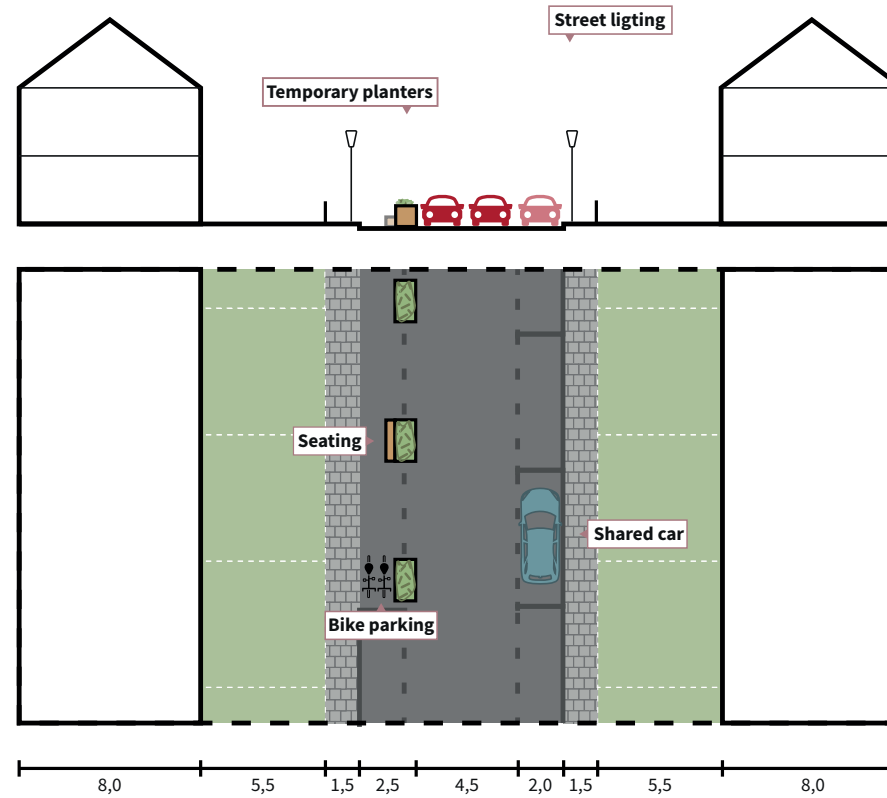 Street ligting
Temporary planters
Seating
Shared car
Bike parking
8,0 5,5 1,5 2,5 4,5 2,0 1,5 5,5 8,0